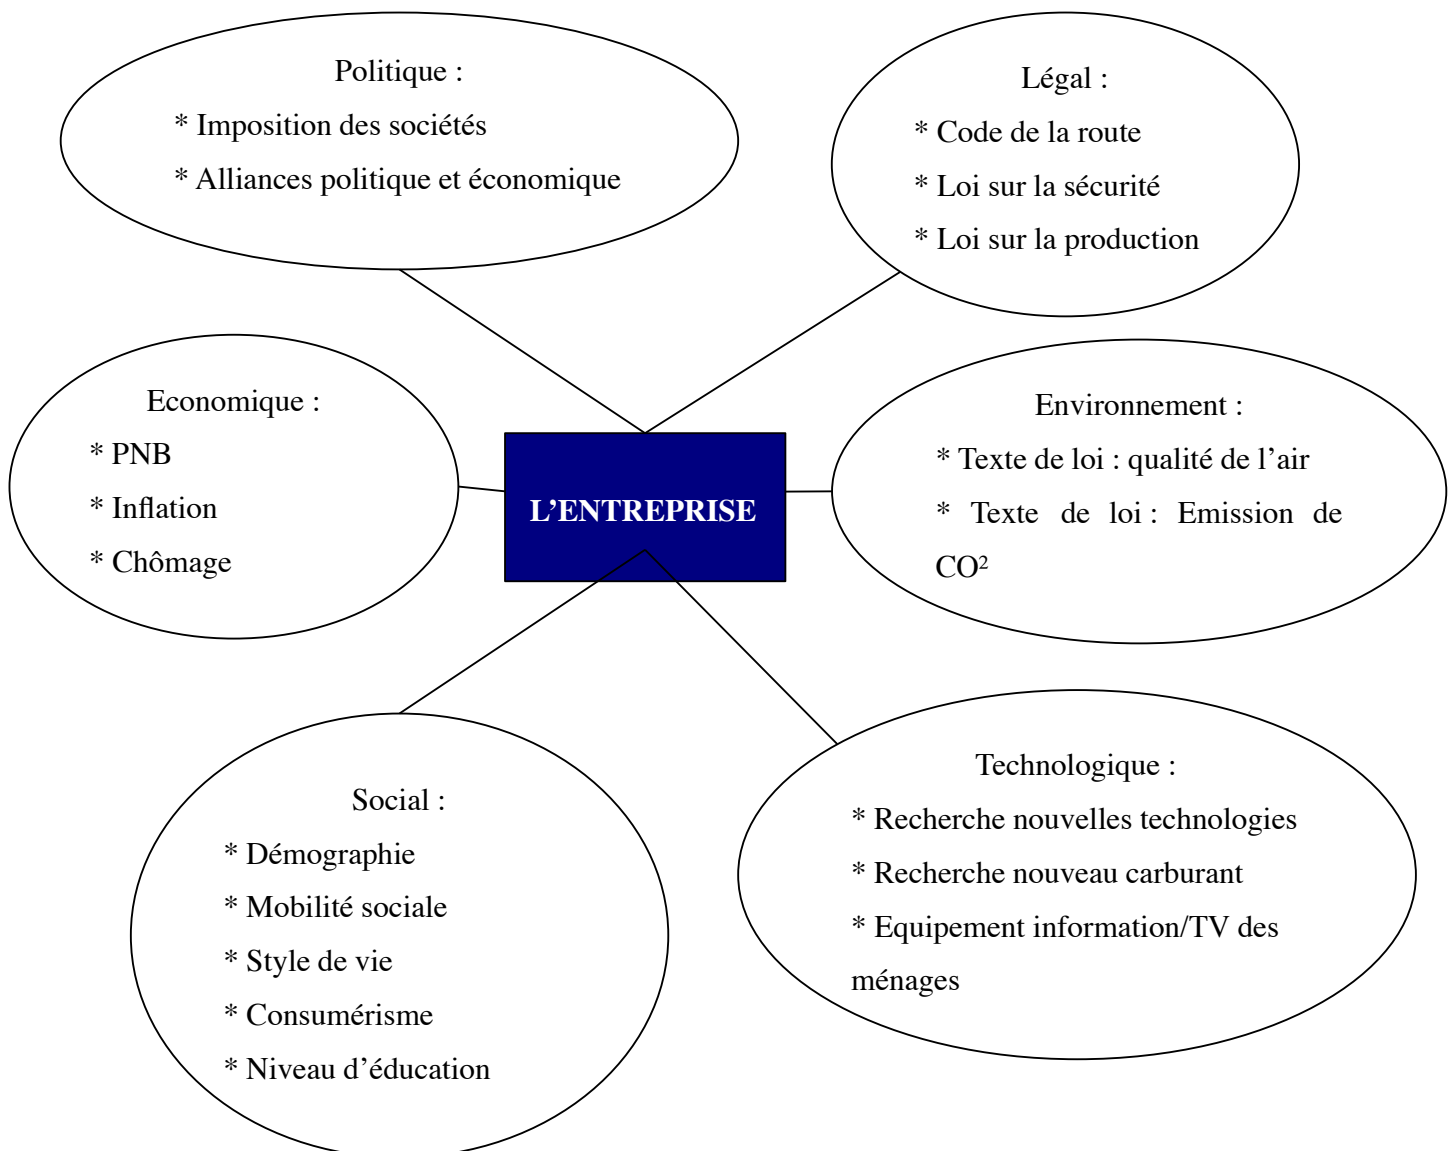 Politique :
* Imposition des sociétés
* Alliances politique et économique
Légal :
* Code de la route
* Loi sur la sécurité
* Loi sur la production
Economique :
* PNB
* Inflation
* Chômage
L’ENTREPRISE
Environnement :
* Texte de loi : qualité de l’air
* Texte de loi : Emission de
CO²
Social :
* Démographie
* Mobilité sociale
* Style de vie
* Consumérisme
* Niveau d’éducation
Technologique :
* Recherche nouvelles technologies
* Recherche nouveau carburant
* Equipement information/TV des
ménages